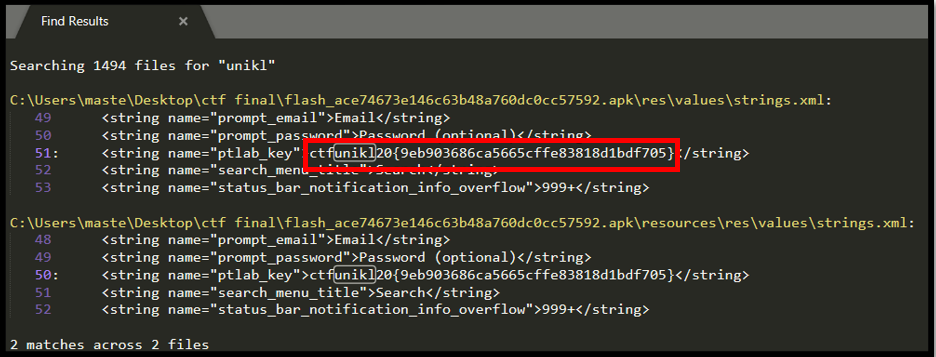 Find Results ×
Searching 1494 files for "unikl"
C:\Users\maste\Desktop\ctf final\flash_ace74673e146c63b48a760dc0cc57592.apk\res\values\strings.xml:
49 <string name="prompt_email">Email</string>
50 <string name="prompt_password">Password (optional)</string>
51: <string name="ptlab_key">ctfunikl20{9eb903686ca5665cffe83818d1bdf705}</string>
52 <string name="search_menu_title">Search</string>
53 <string name="status_bar_notification_info_overflow">999+</string>
C:\Users\maste\Desktop\ctf final\flash_ace74673e146c63b48a760dc0cc57592.apk\resources\res\values\strings.xml:
48 <string name="prompt_email">Email</string>
49 <string name="prompt_password">Password (optional)</string>
50: <string name="ptlab_key">ctfunikl20{9eb903686ca5665cffe83818d1bdf705}</string>
51 <string name="search_menu_title">Search</string>
52 <string name="status_bar_notification_info_overflow">999+</string>
2 matches across 2 files